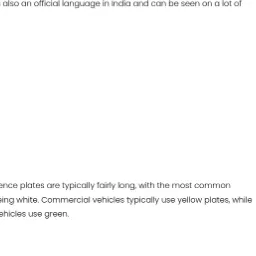 also an official language in India and can be seen on a lot of
ence plates are typically fairly long, with the most common
ing white. Commercial vehicles typically use yellow plates, while
ehicles use green.